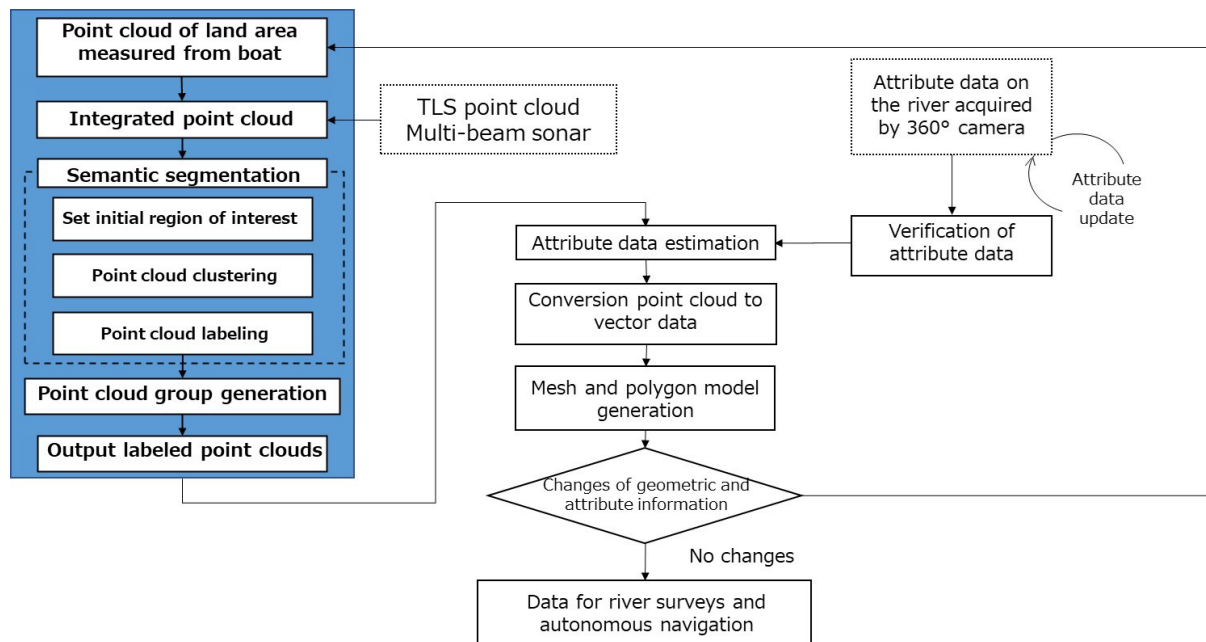 Point cloud of land area
measured from boat
Integrated point cloud
Semantic segmentation
Set initial region of interest
Point cloud clustering
Point cloud labeling
Point cloud group generation
Output labeled point clouds
TLS point cloud
Multi-beam sonar
Attribute data on
the river acquired
by 360° camera
Attribute
data
update
Verification of
attribute data
Attribute data estimation
Conversion point cloud to
vector data
Mesh and polygon model
generation
Changes of geometric and
attribute information
No changes
Data for river surveys and
autonomous navigation